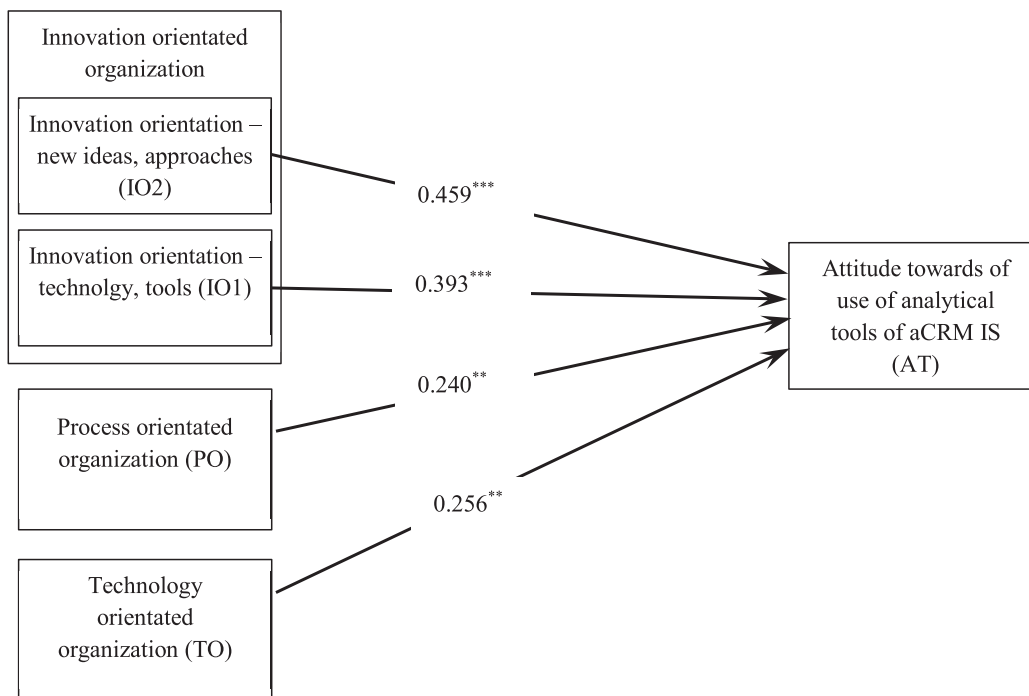 Innovation orientated
organization
Innovation orientation –
new ideas, approaches
(IO2)
Innovation orientation –
technolgy, tools (IO1)
Process orientated
organization (PO)
Technology
orientated
organization (TO)
0.459***
0.393***
0.240**
0.256**
Attitude towards of
use of analytical
tools of aCRM IS
(AT)